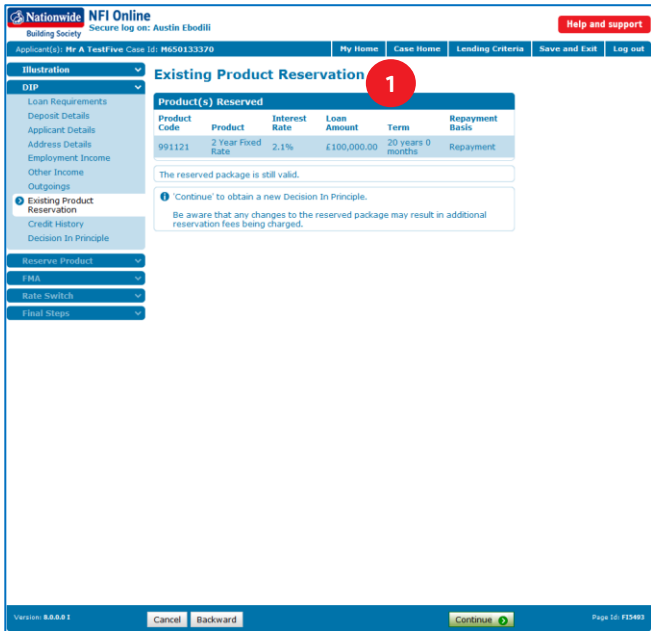 Nationwide
Building Society
NFI Online
Secure log on: Austin Ebodili
Help and support
Applicant(s): Mr A TestFive Case Id: M650133370
My Home Case Home Lending Criteria Save and Exit Log out
Illustration
DIP
Loan Requirements
Deposit Details
Applicant Details
Address Details
Employment Income
Other Income
Outgoings
Existing Product
Reservation
Credit History
Decision In Principle
Reserve Product
FMA
Rate Switch
Final Steps
Existing Product Reservation
1
Product(s) Reserved
Product Code Product Interest Rate Loan Amount Term Repayment Basis
991121 2 Year Fixed Rate 2.1% £100,000.00 20 years 0 months Repayment
The reserved package is still valid.
'Continue' to obtain a new Decision In Principle.
Be aware that any changes to the reserved package may result in additional
reservation fees being charged.
Version: 8.0.0.0 I
Cancel Backward Continue
Page Id: FI5493